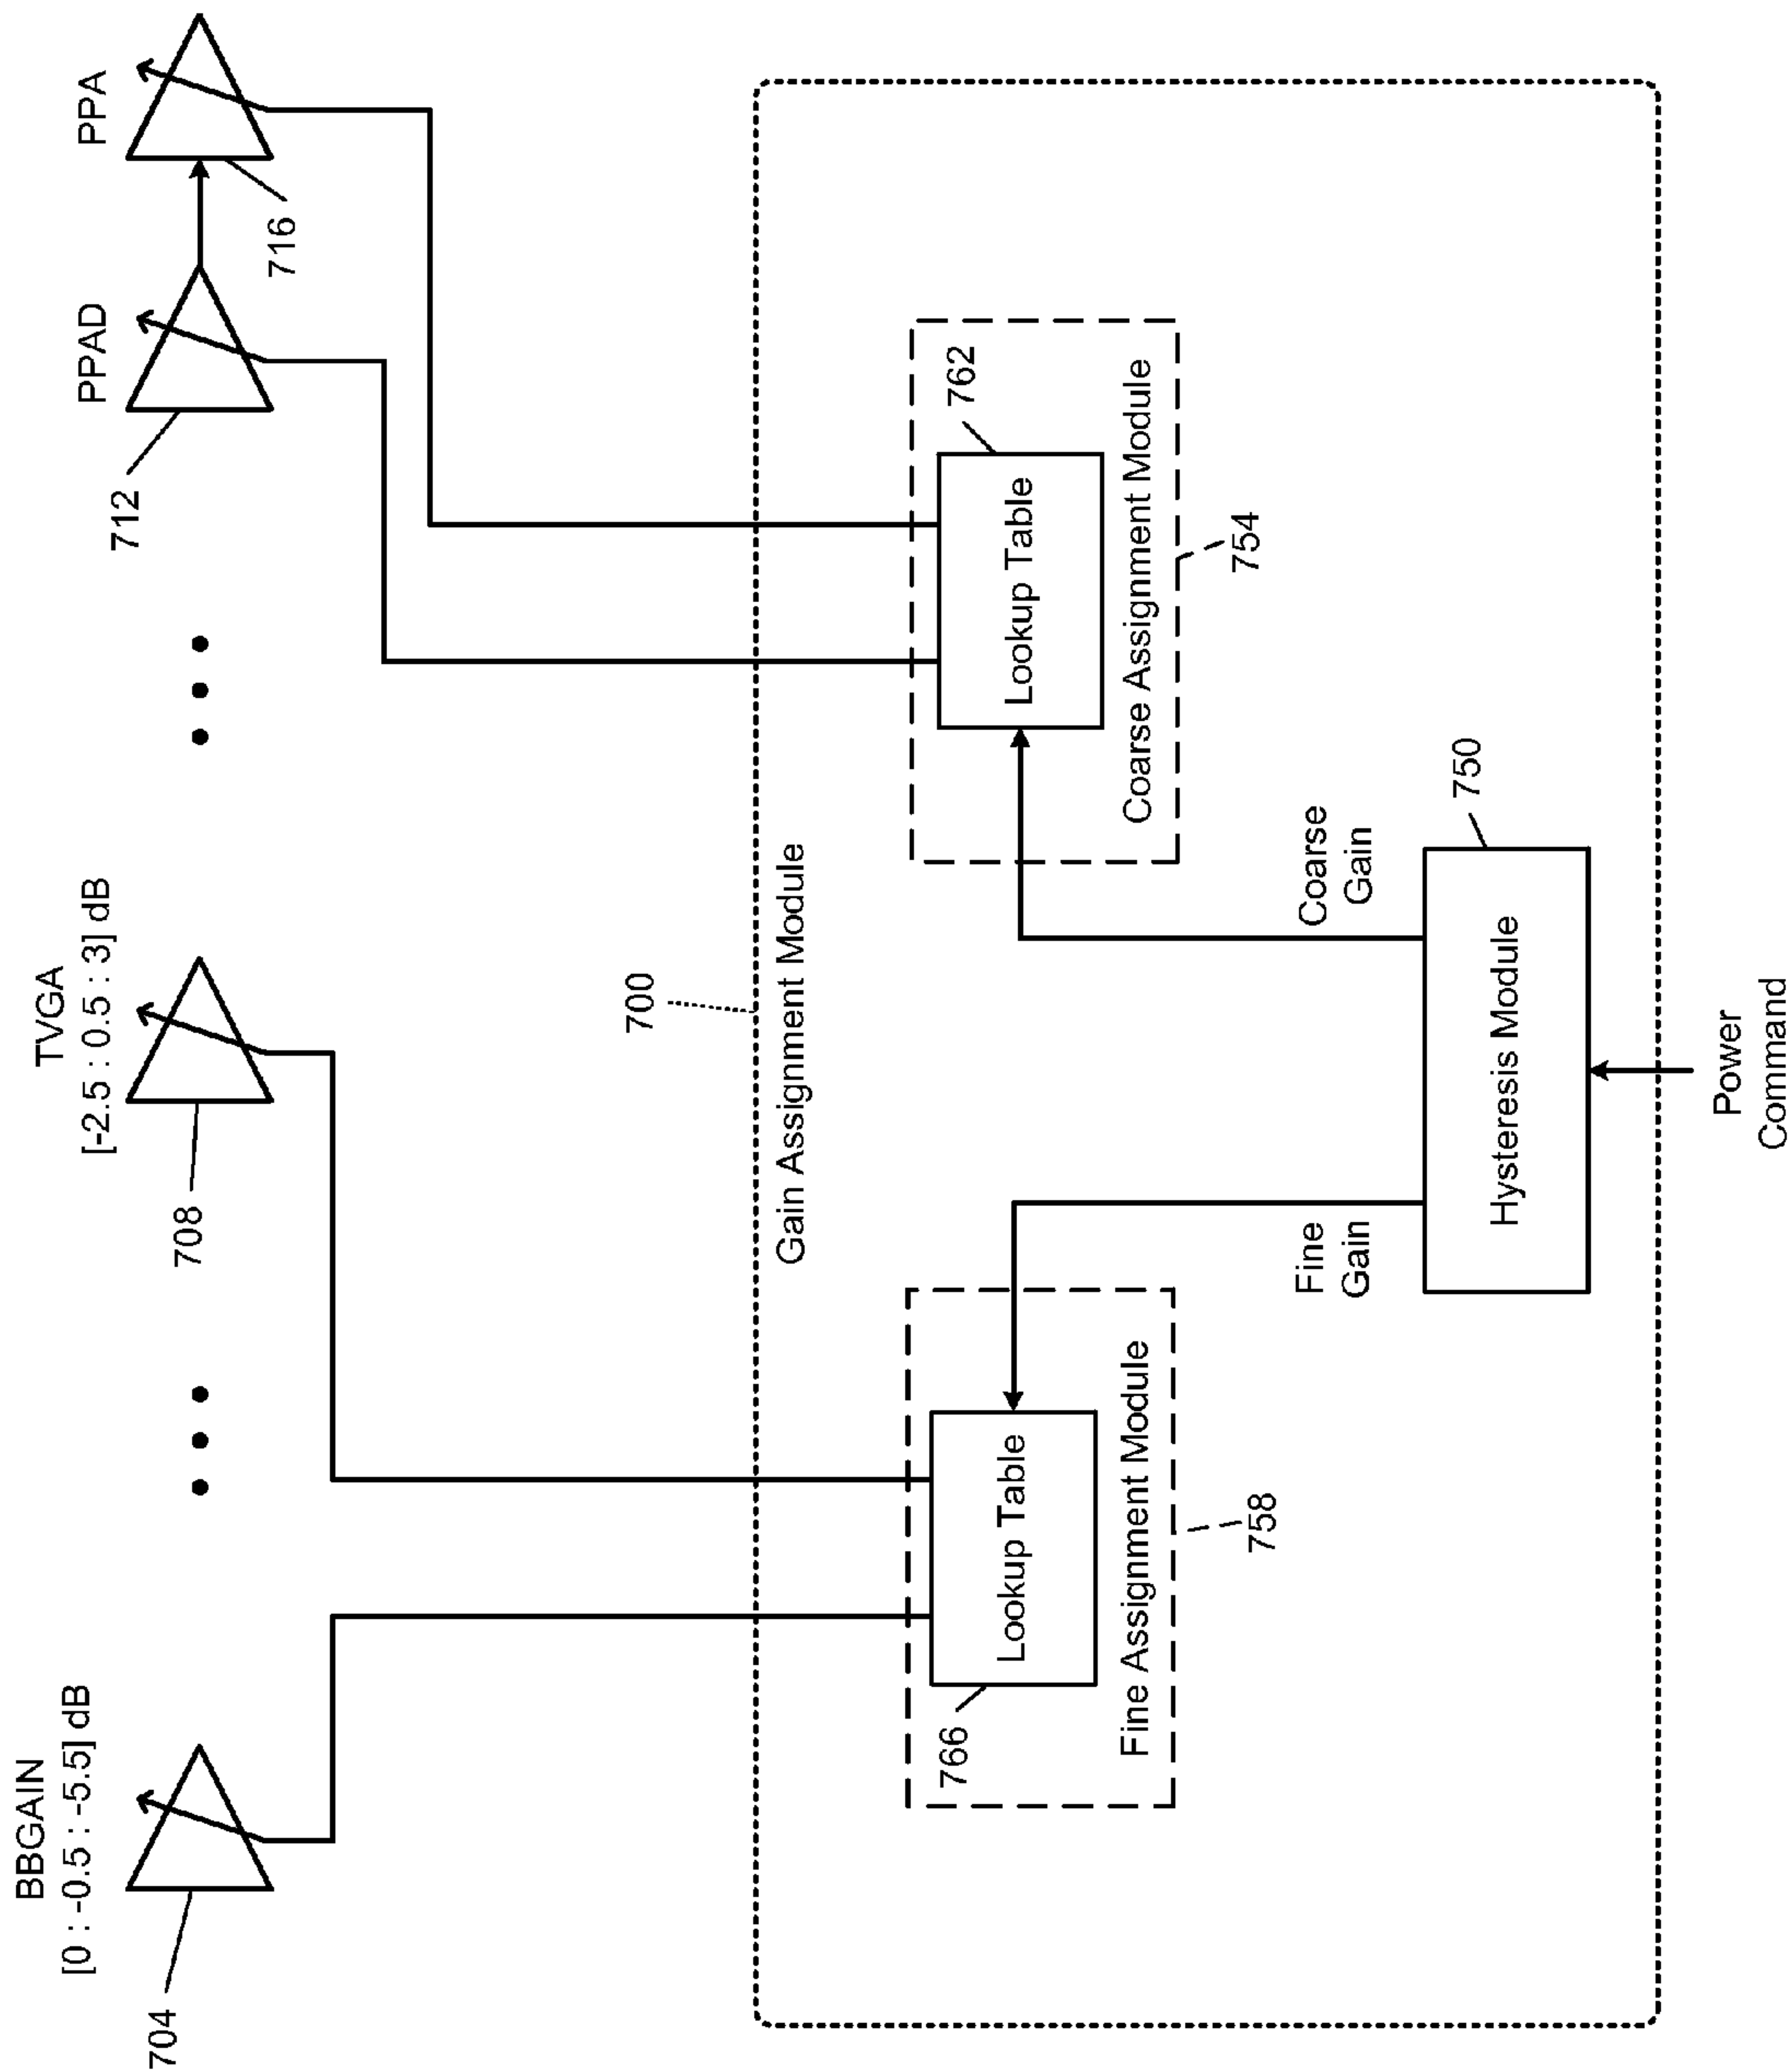 BBGAIN
[0 : -0.5 : -5.5] dB
704
TVGA
[-2.5 : 0.5 : 3] dB
708
PPAD
712
PPA
716
700
Gain Assignment Module
766
Lookup Table
Fine Assignment Module
758
762
Lookup Table
Coarse Assignment Module
754
Fine
Gain
Coarse
Gain
750
Hysteresis Module
Power
Command